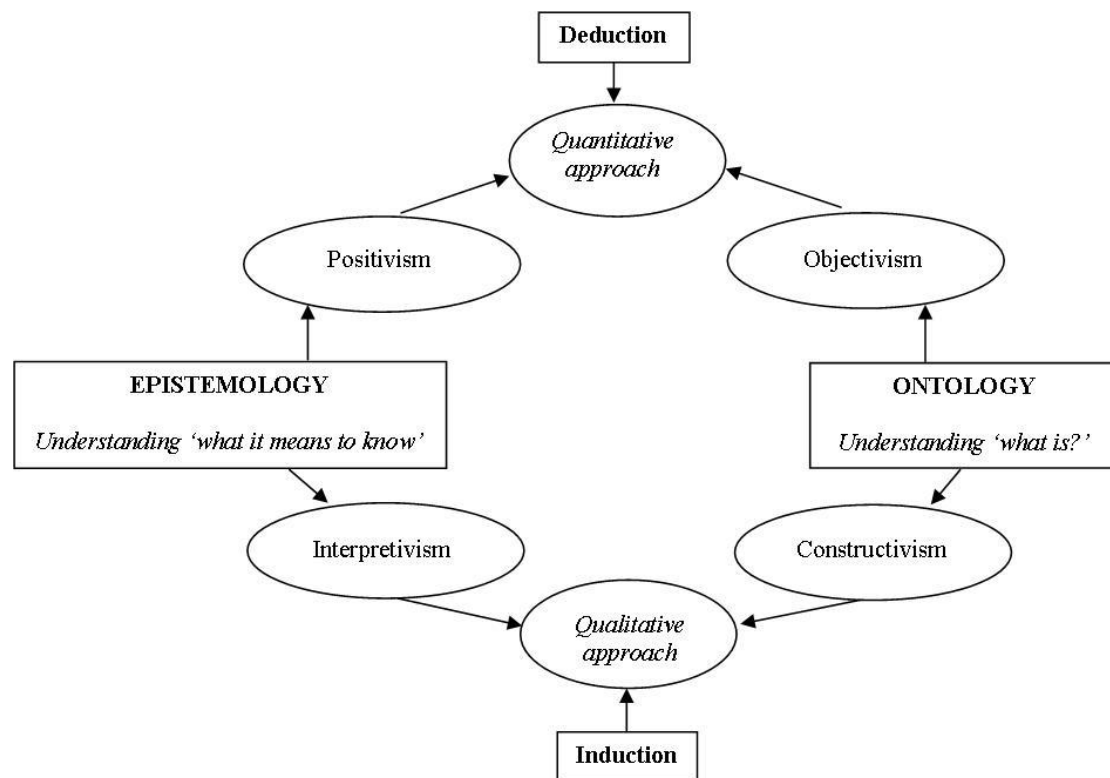 Deduction
Quantitative
approach
Positivism
Objectivism
EPISTEMOLOGY
Understanding ‘what it means to know’
ONTOLOGY
Understanding ‘what is?’
Interpretivism
Constructivism
Qualitative
approach
Induction